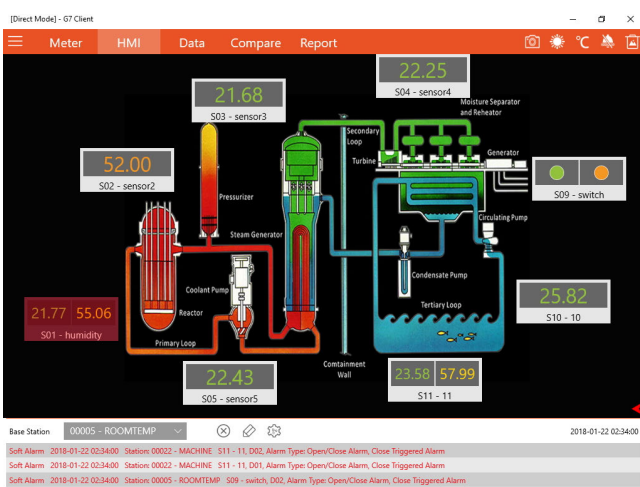 [Direct Mode] - G7 Client
Meter HMI Data Compare Report °C
22.25
S04 - sensor4
21.68
S03 - sensor3
Moisture Separator
and Reheator
Secondary
Loop
Turbine
Generator
52.00
S02 - sensor2
S09 - switch
Pressurizer
Circulating Pump
Steam Generator
Condensate Pump
Coolant Pump
25.82
S10 - 10
21.77 55.06
S01 - humidity
Reactor
Tertiary Loop
Primary Loop
Comtainment
Wall
22.43
S05 - sensor5
23.58 57.99
S11 - 11
Base Station 00005 - ROOMTEMP 2018-01-22 02:34:00
Soft Alarm 2018-01-22 02:34:00 Station: 00022 - MACHINE S11 - 11, D02, Alarm Type: Open/Close Alarm, Close Triggered Alarm
Soft Alarm 2018-01-22 02:34:00 Station: 00022 - MACHINE S11 - 11, D01, Alarm Type: Open/Close Alarm, Close Triggered Alarm
Soft Alarm 2018-01-22 02:34:00 Station: 00005 - ROOMTEMP S09 - switch, D02, Alarm Type: Open/Close Alarm, Close Triggered Alarm